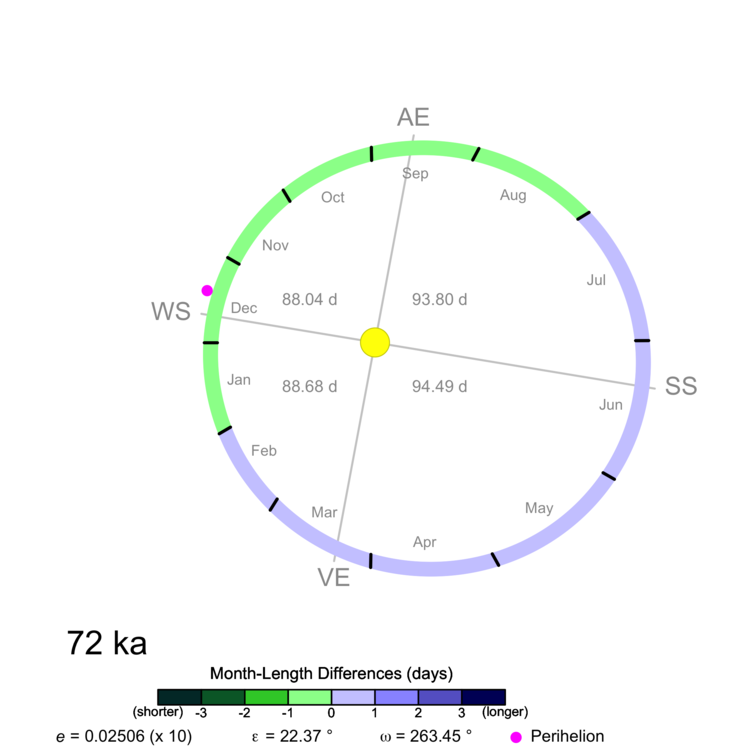 AE
Sep
Oct
Aug
Nov
Jul
88.04 d
93.80 d
WS
Dec
Jan
88.68 d
94.49 d
SS
Jun
Feb
Mar
May
Apr
VE
72 ka
Month-Length Differences (days)
(shorter) -3 -2 -1 0 1 2 3 (longer)
e = 0.02506 (x 10) ε = 22.37 ° ω = 263.45 ° Perihelion